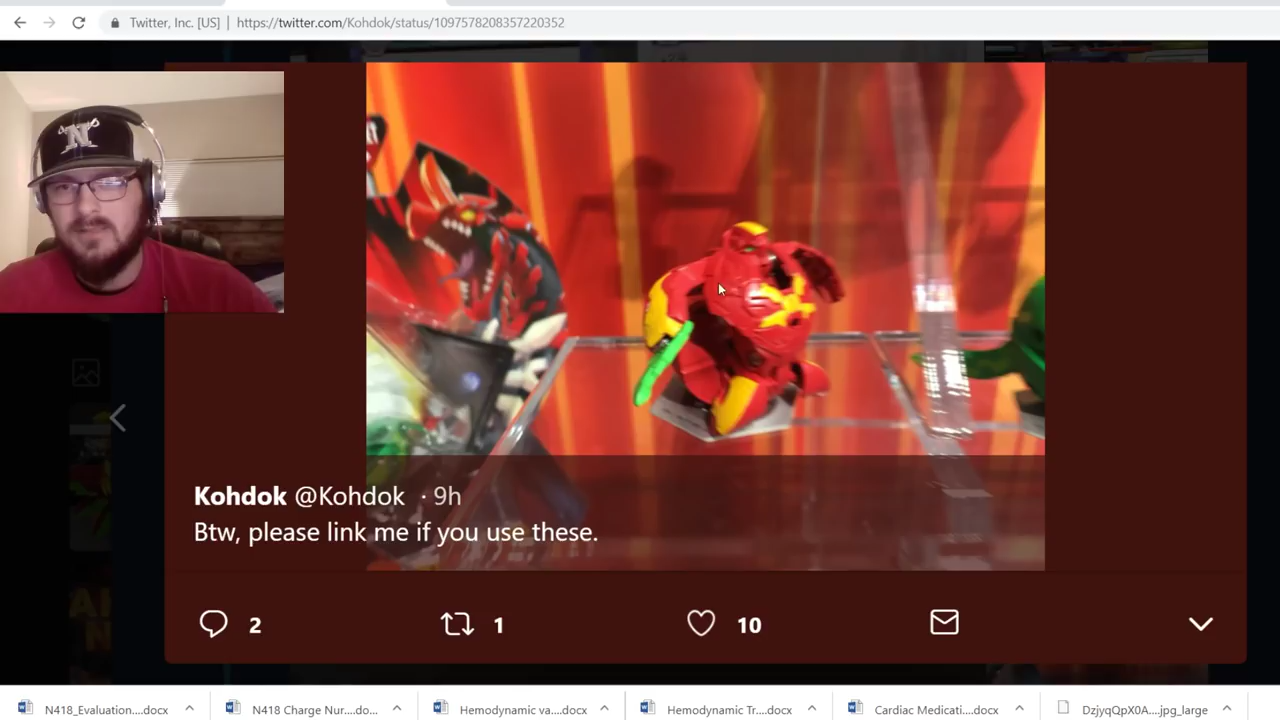 Twitter, Inc. [US] | https://twitter.com/Kohdok/status/1097578208357220352
N
Kohdok @Kohdok · 9h
Btw, please link me if you use these.
2 1 10
N418_Evaluation....docx N418 Charge Nur....do... Hemodynamic va....docx Hemodynamic Tr....docx Cardiac Medicati....docx DzjyqQpX0A....jpg_large